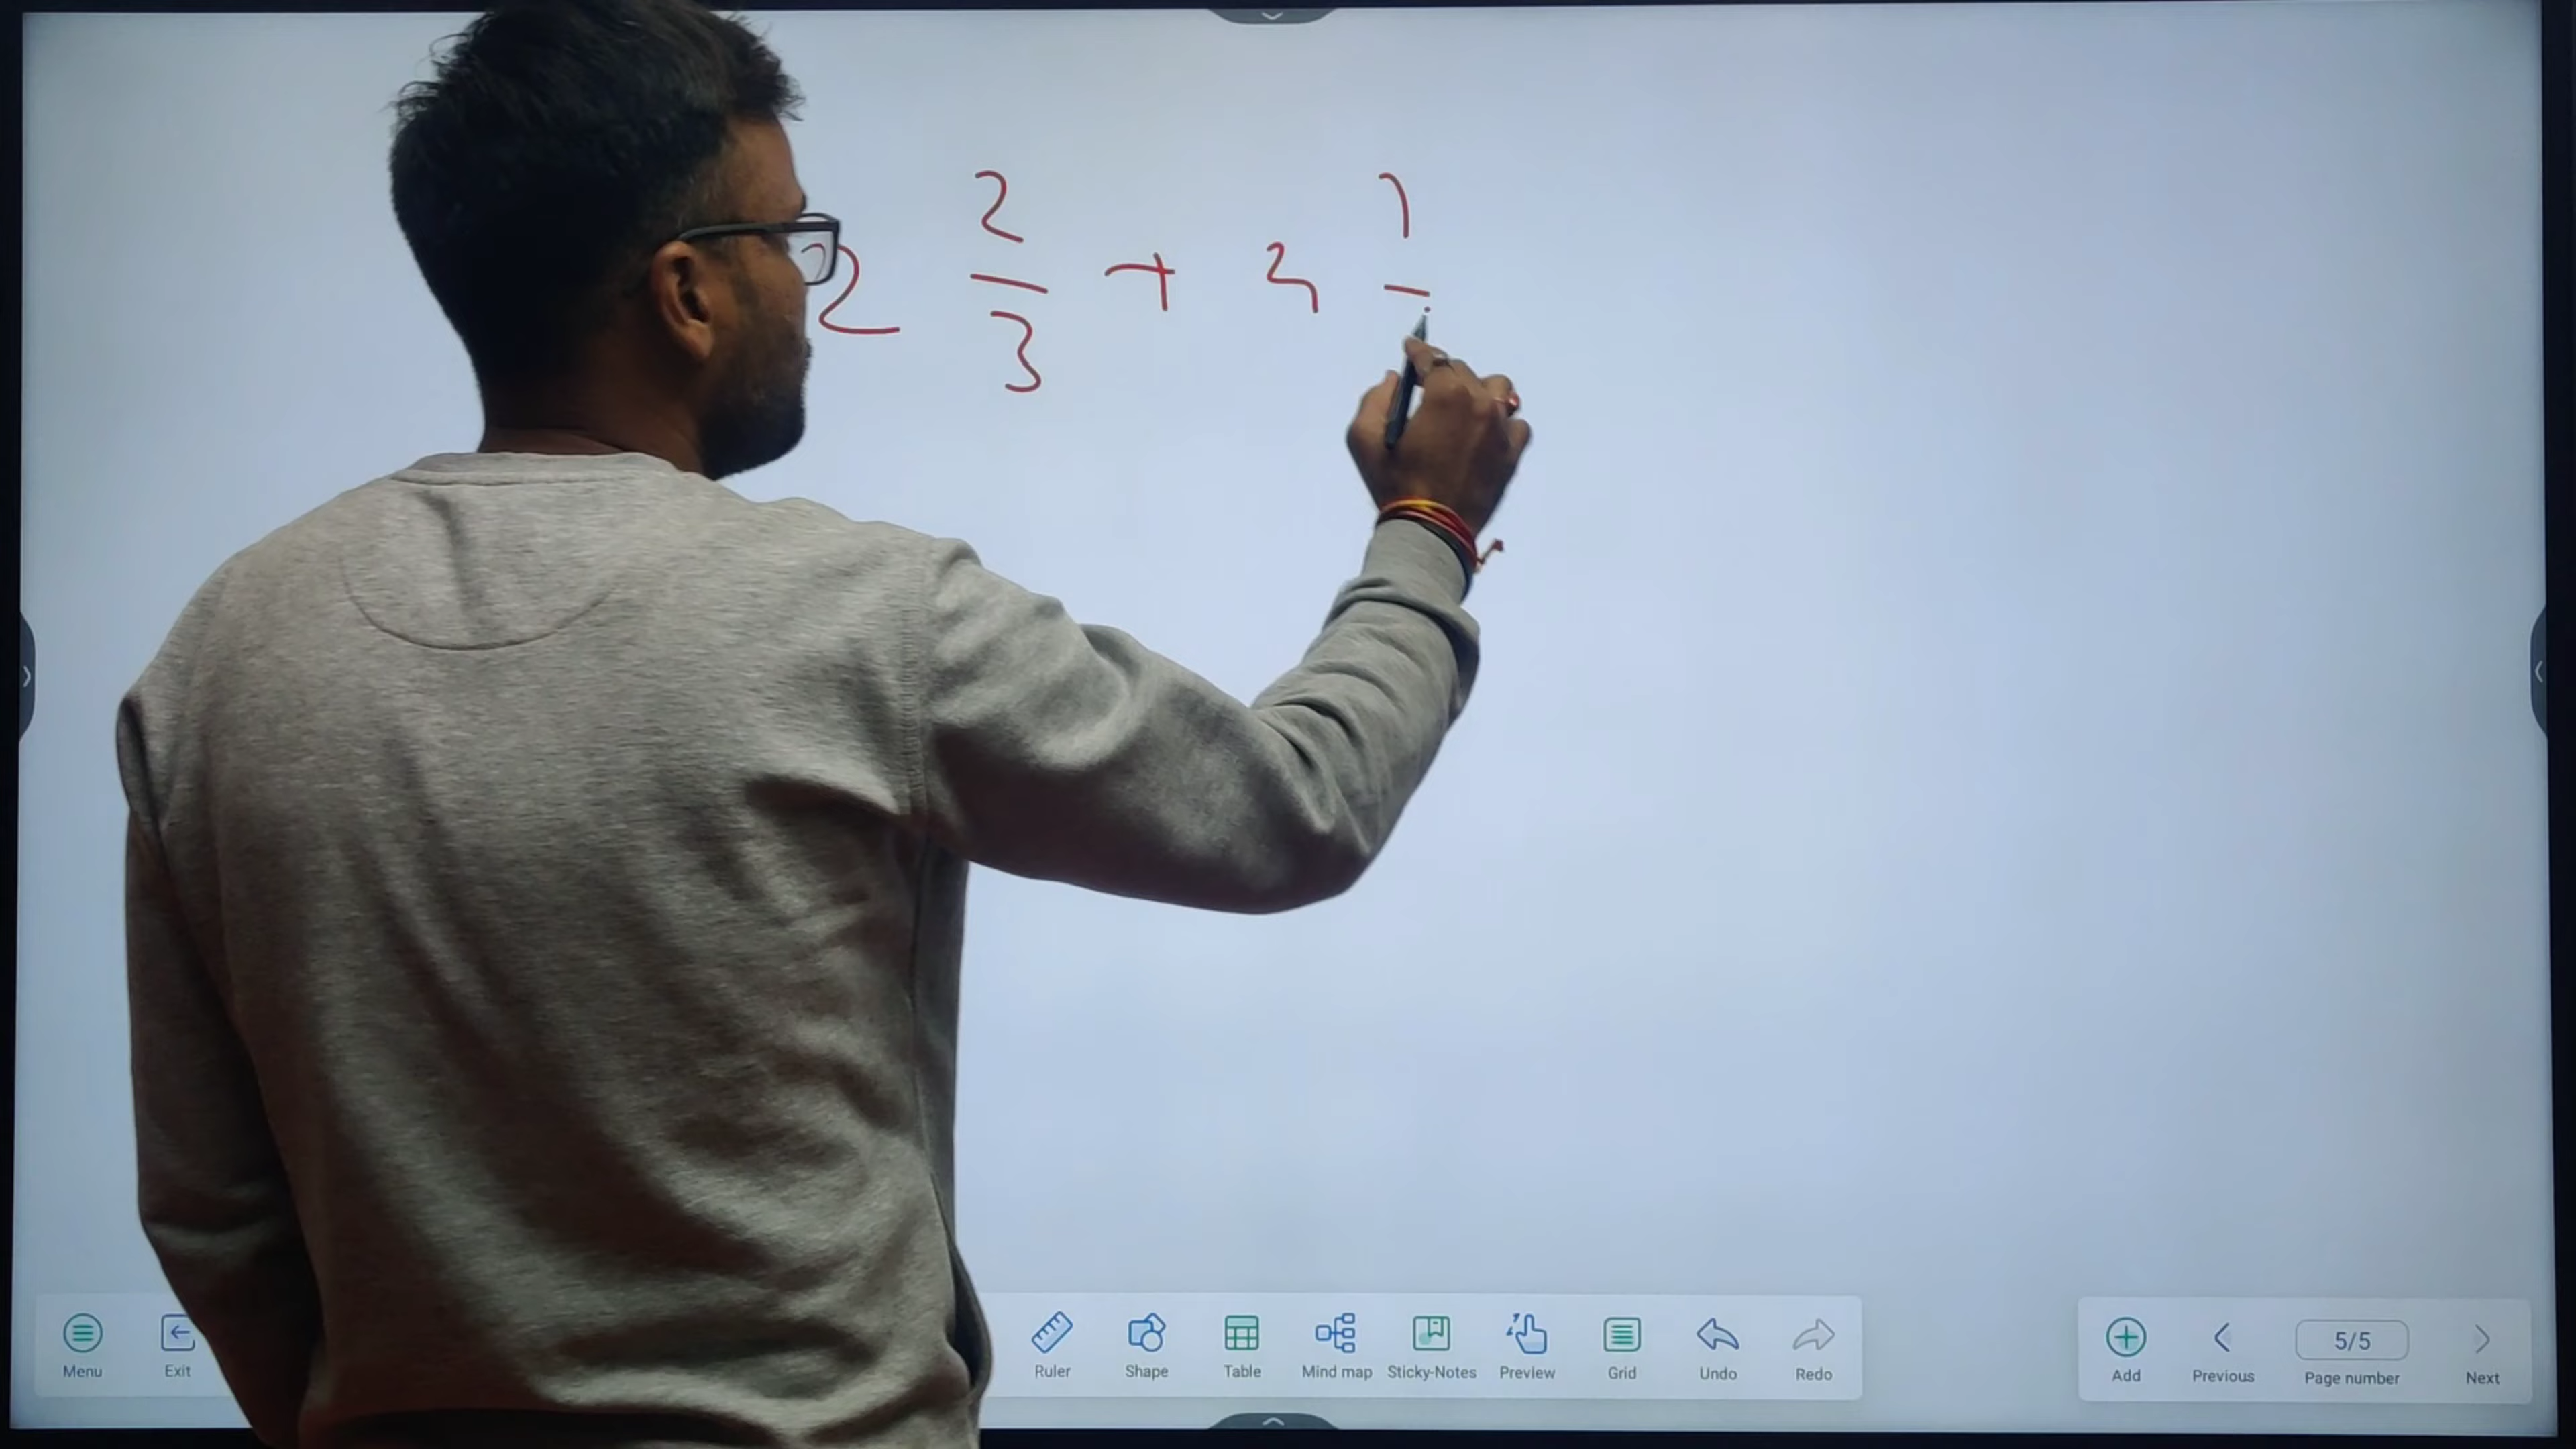 2 2/3 + 3 1/
Menu
Exit
Ruler
Shape
Table
Mind map
Sticky-Notes
Preview
Grid
Undo
Redo
Add
Previous
5/5
Page number
Next